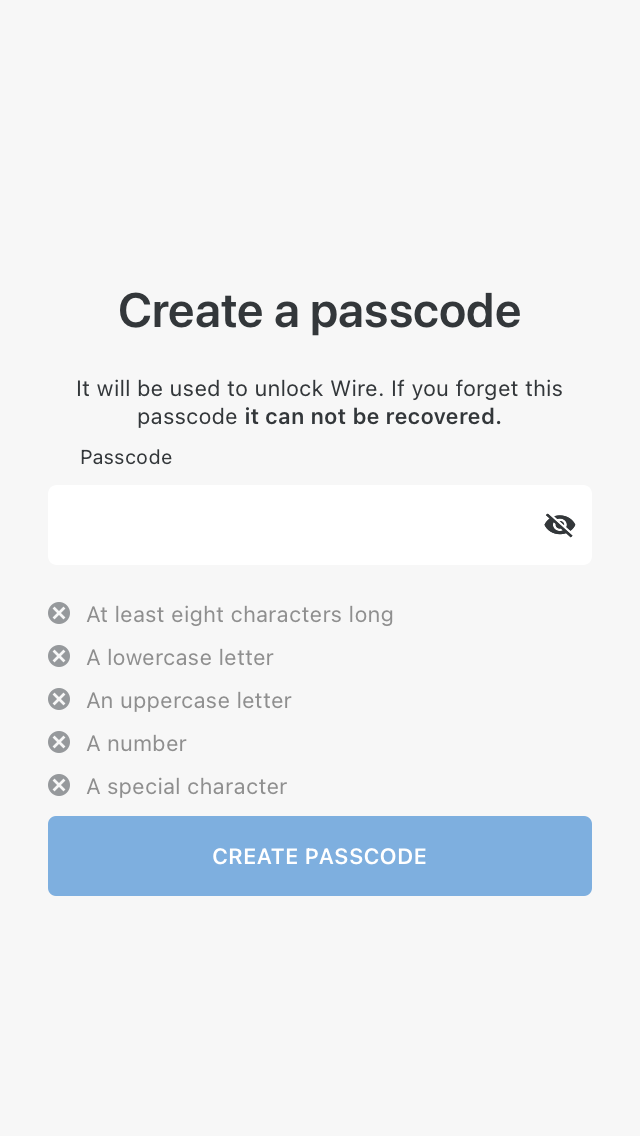 Create a passcode
It will be used to unlock Wire. If you forget this
passcode it can not be recovered.
Passcode
At least eight characters long
A lowercase letter
An uppercase letter
A number
A special character
CREATE PASSCODE